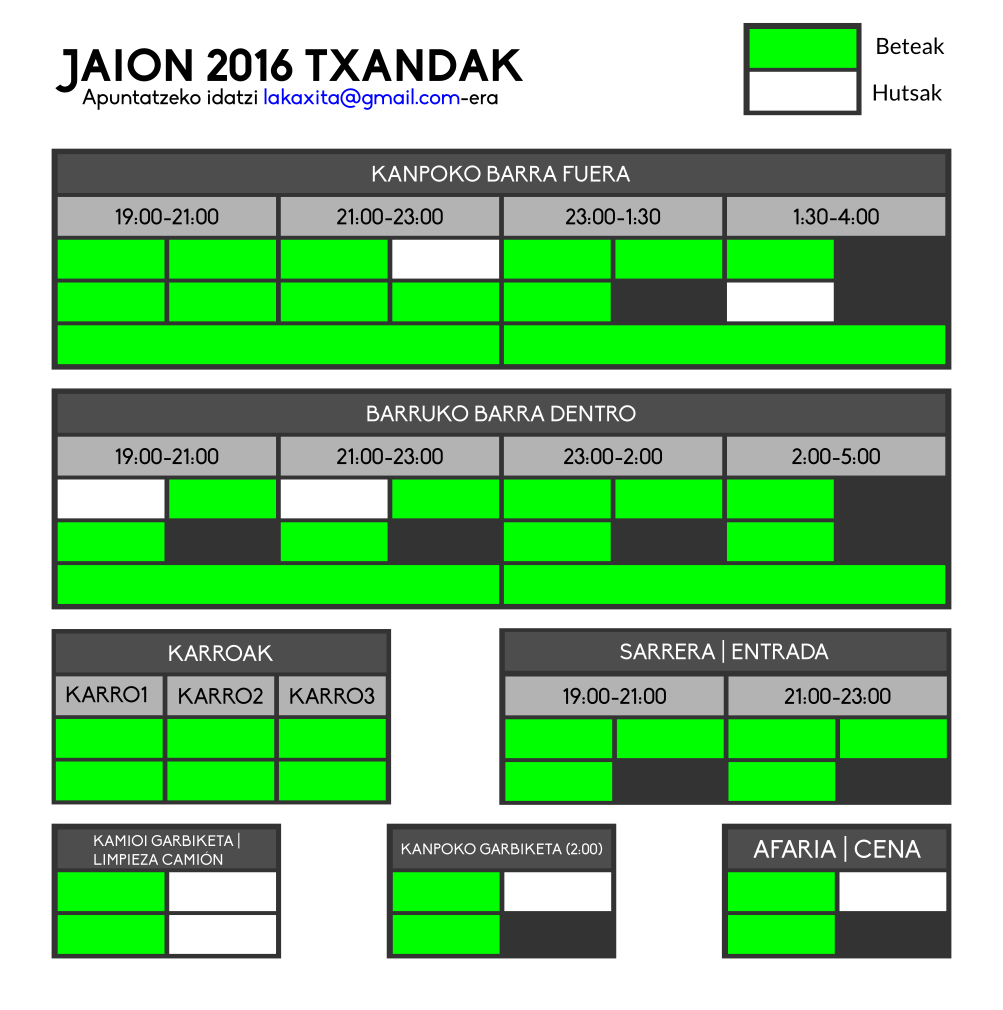 JAION 2016 TXANDAK
Apuntatzeko idatzi lakaxita@gmail.com-era
Beteak
Hutsak
KANPOKO BARRA FUERA
19:00-21:00 21:00-23:00 23:00-1:30 1:30-4:00
BARRUKO BARRA DENTRO
19:00-21:00 21:00-23:00 23:00-2:00 2:00-5:00
KARROAK
KARRO1 KARRO2 KARRO3
SARRERA | ENTRADA
19:00-21:00 21:00-23:00
KAMIOI GARBIKETA |
LIMPIEZA CAMIÓN
KANPOKO GARBIKETA (2:00)
AFARIA | CENA